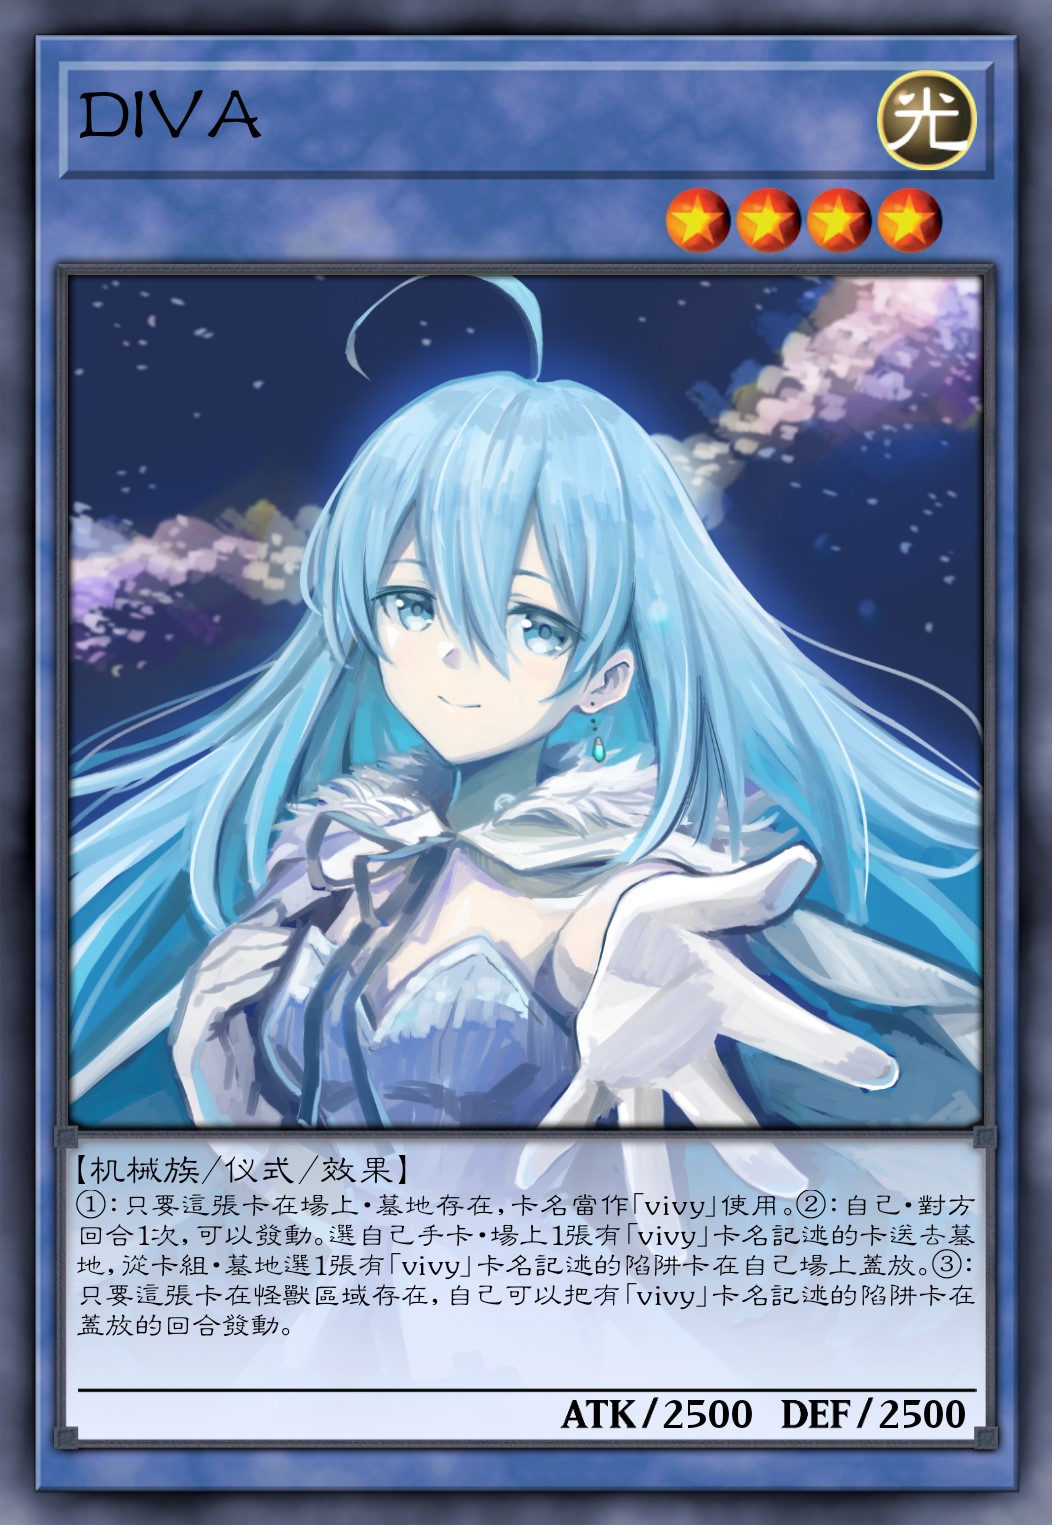 DIVA
光
【机械族/仪式/效果】
①：只要這張卡在場上・墓地存在，卡名當作「vivy」使用。②：自己・對方
回合1次，可以發動。選自己手卡・場上1張有「vivy」卡名記述的卡送去墓
地，從卡組・墓地選1張有「vivy」卡名記述的陷阱卡在自己場上蓋放。③：
只要這張卡在怪獸區域存在，自己可以把有「vivy」卡名記述的陷阱卡在
蓋放的回合發動。
ATK/2500 DEF/2500